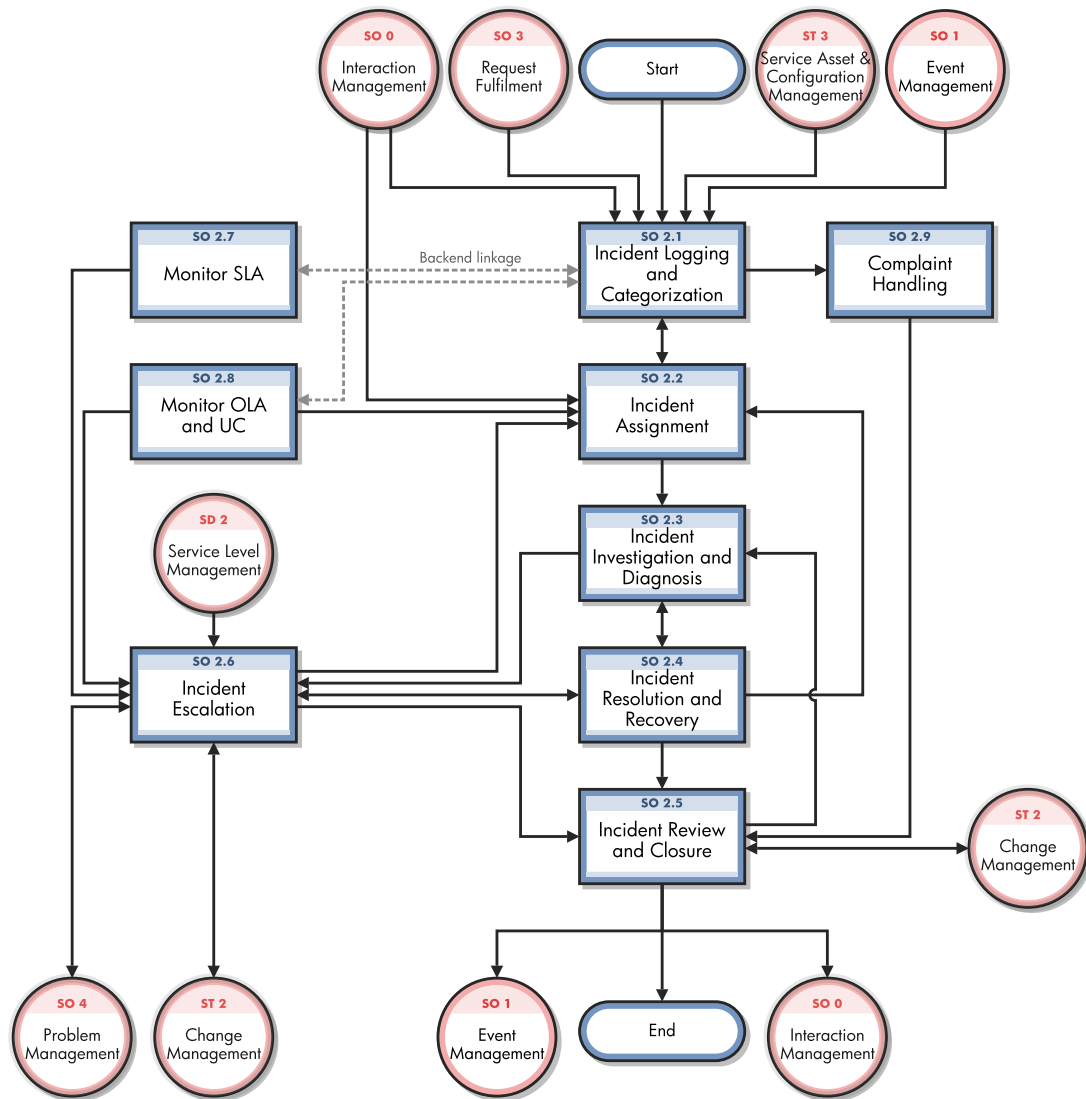 SO 0
Interaction
Management
SO 3
Request
Fulfilment
Start
ST 3
Service Asset &
Configuration
Management
SO 1
Event
Management
SO 2.7
Monitor SLA
Backend linkage
SO 2.1
Incident Logging
and
Categorization
SO 2.9
Complaint
Handling
SO 2.8
Monitor OLA
and UC
SO 2.2
Incident
Assignment
SD 2
Service Level
Management
SO 2.3
Incident
Investigation and
Diagnosis
SO 2.6
Incident
Escalation
SO 2.4
Incident
Resolution and
Recovery
SO 2.5
Incident Review
and Closure
ST 2
Change
Management
SO 4
Problem
Management
ST 2
Change
Management
SO 1
Event
Management
End
SO 0
Interaction
Management